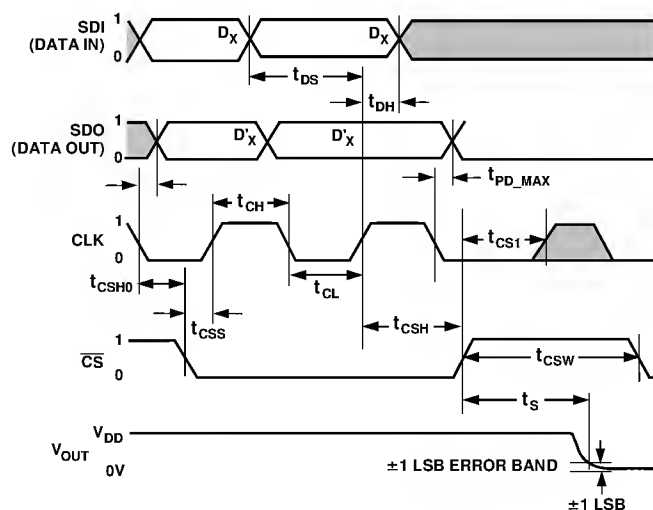 SDI
(DATA IN)
1
0
DX
DX
tDS
tDH
SDO
(DATA OUT)
1
0
D'X
D'X
tPD_MAX
CLK
1
0
tCH
tCS1
tCSH0
tCL
tCSS
tCSH
CS
1
0
tCSW
tS
VOUT
VDD
0V
±1 LSB ERROR BAND
±1 LSB